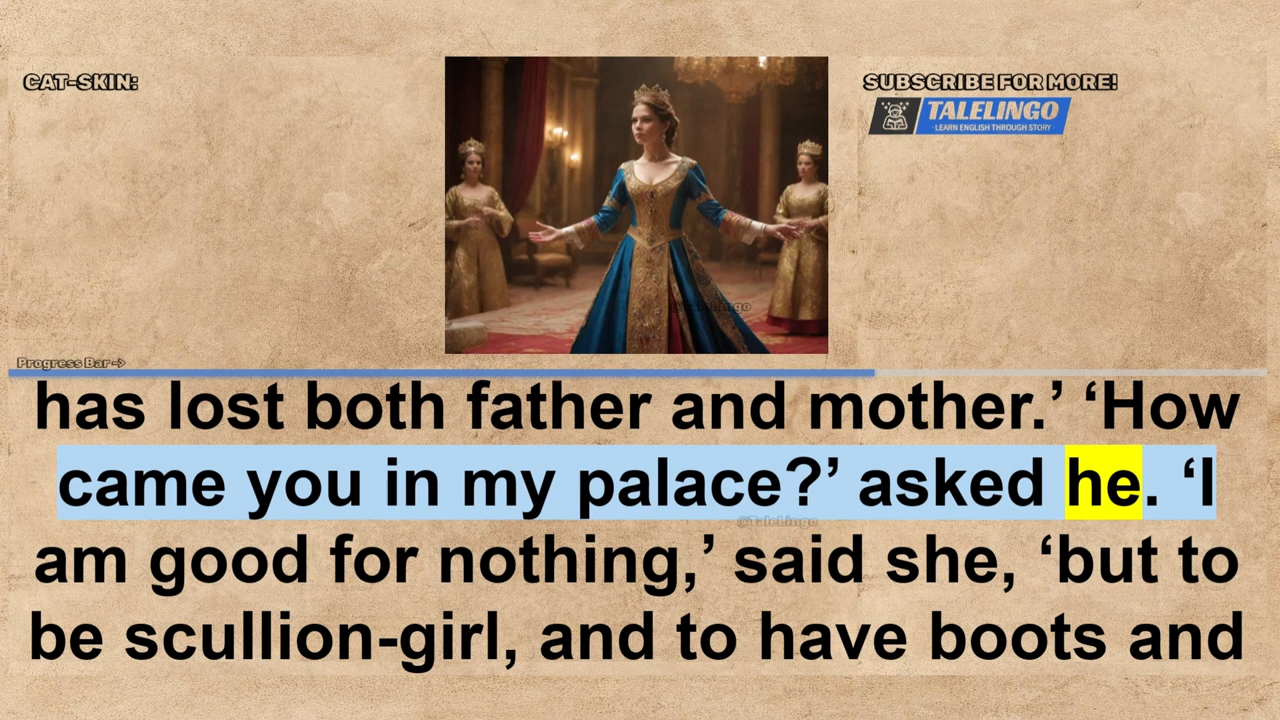 CAT-SKIN:
SUBSCRIBE FOR MORE!
TALELINGO
· LEARN ENGLISH THROUGH STORY ·
@TaleLingo
Progress Bar->
has lost both father and mother.’ ‘How
came you in my palace?’ asked he. ‘I
@TaleLingo
am good for nothing,’ said she, ‘but to
be scullion-girl, and to have boots and